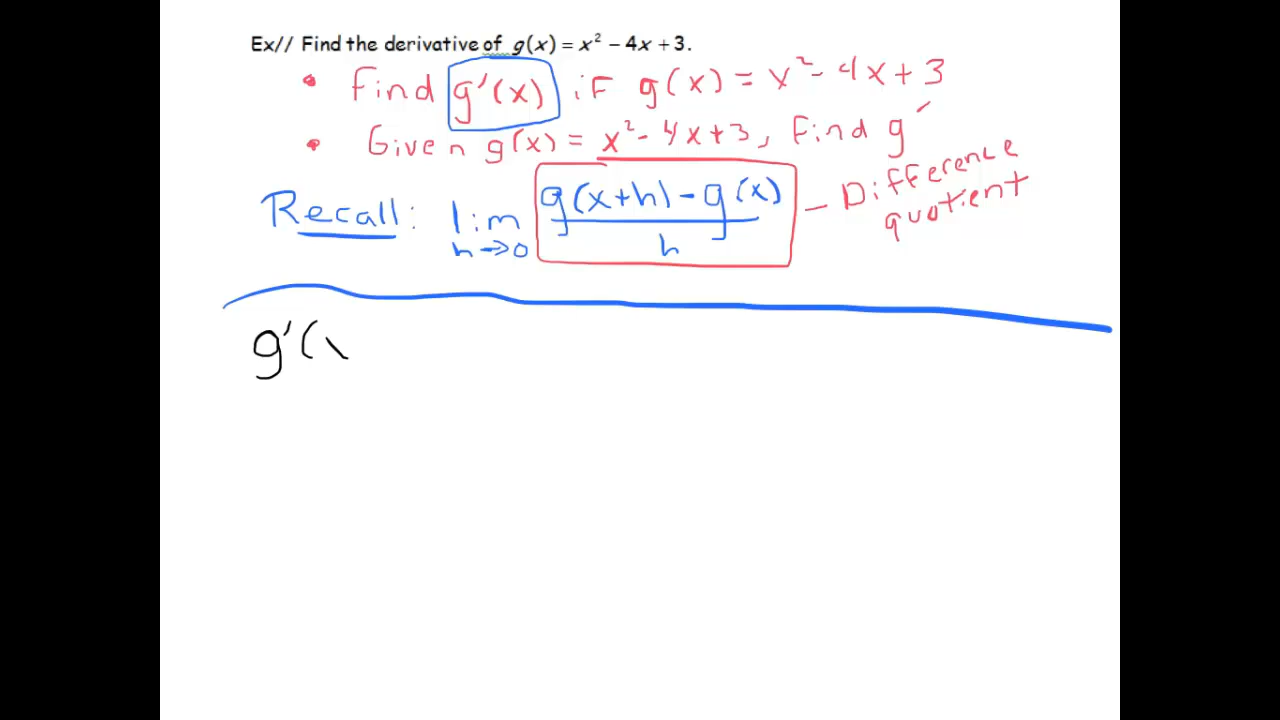 Ex// Find the derivative of g(x) = x² − 4x + 3.
• Find g'(x) if g(x) = x² - 4x + 3
• Given g(x) = x² - 4x + 3, Find g'
Recall: lim h→0 g(x+h) - g(x) / h — Difference quotient
g'(